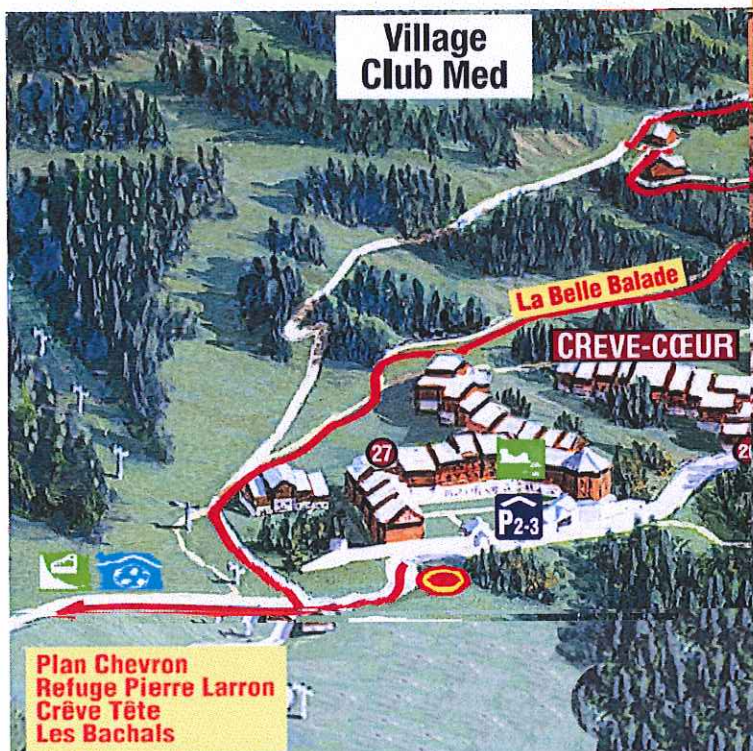 Village
Club Med
La Belle Balade
CREVE-CŒUR
27
P2-3
Plan Chevron
Refuge Pierre Larron
Crêve Tête
Les Bachals